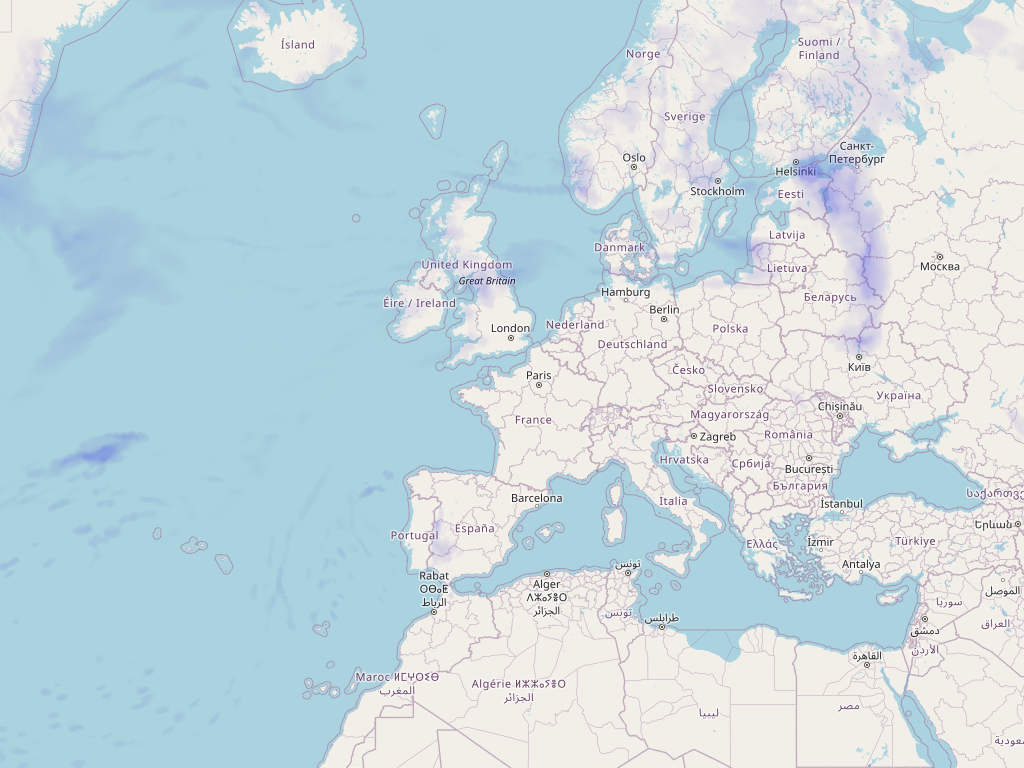 Ísland
Norge
Suomi /
Finland
Sverige
Санкт-
Петербург
Oslo
Helsinki
Stockholm
Eesti
Latvija
Danmark
United Kingdom
Great Britain
Lietuva
Москва
Éire / Ireland
Hamburg
Беларусь
Berlin
London
Nederland
Polska
Deutschland
Київ
Paris
Česko
Slovensko
Україна
Chișinău
Magyarország
France
Zagreb
România
Hrvatska
Србија
București
България
საქართველო
Barcelona
Italia
İstanbul
Երևան
España
Portugal
Ελλάς
İzmir
Türkiye
Antalya
تونس
Rabat
ⵔⴱⴰⵟ
الرباط
Alger
ⴷⵣⴰⵢⵔ
الجزائر
الموصل
سوريا
تونس
طرابلس
دمشق
العراق
الأردن
القاهرة
Maroc ⵍⵎⵖⵔⵉⴱ
المغرب
Algérie ⵍⵣⵣⴰⵢⴻⵔ
الجزائر
ليبيا
مصر